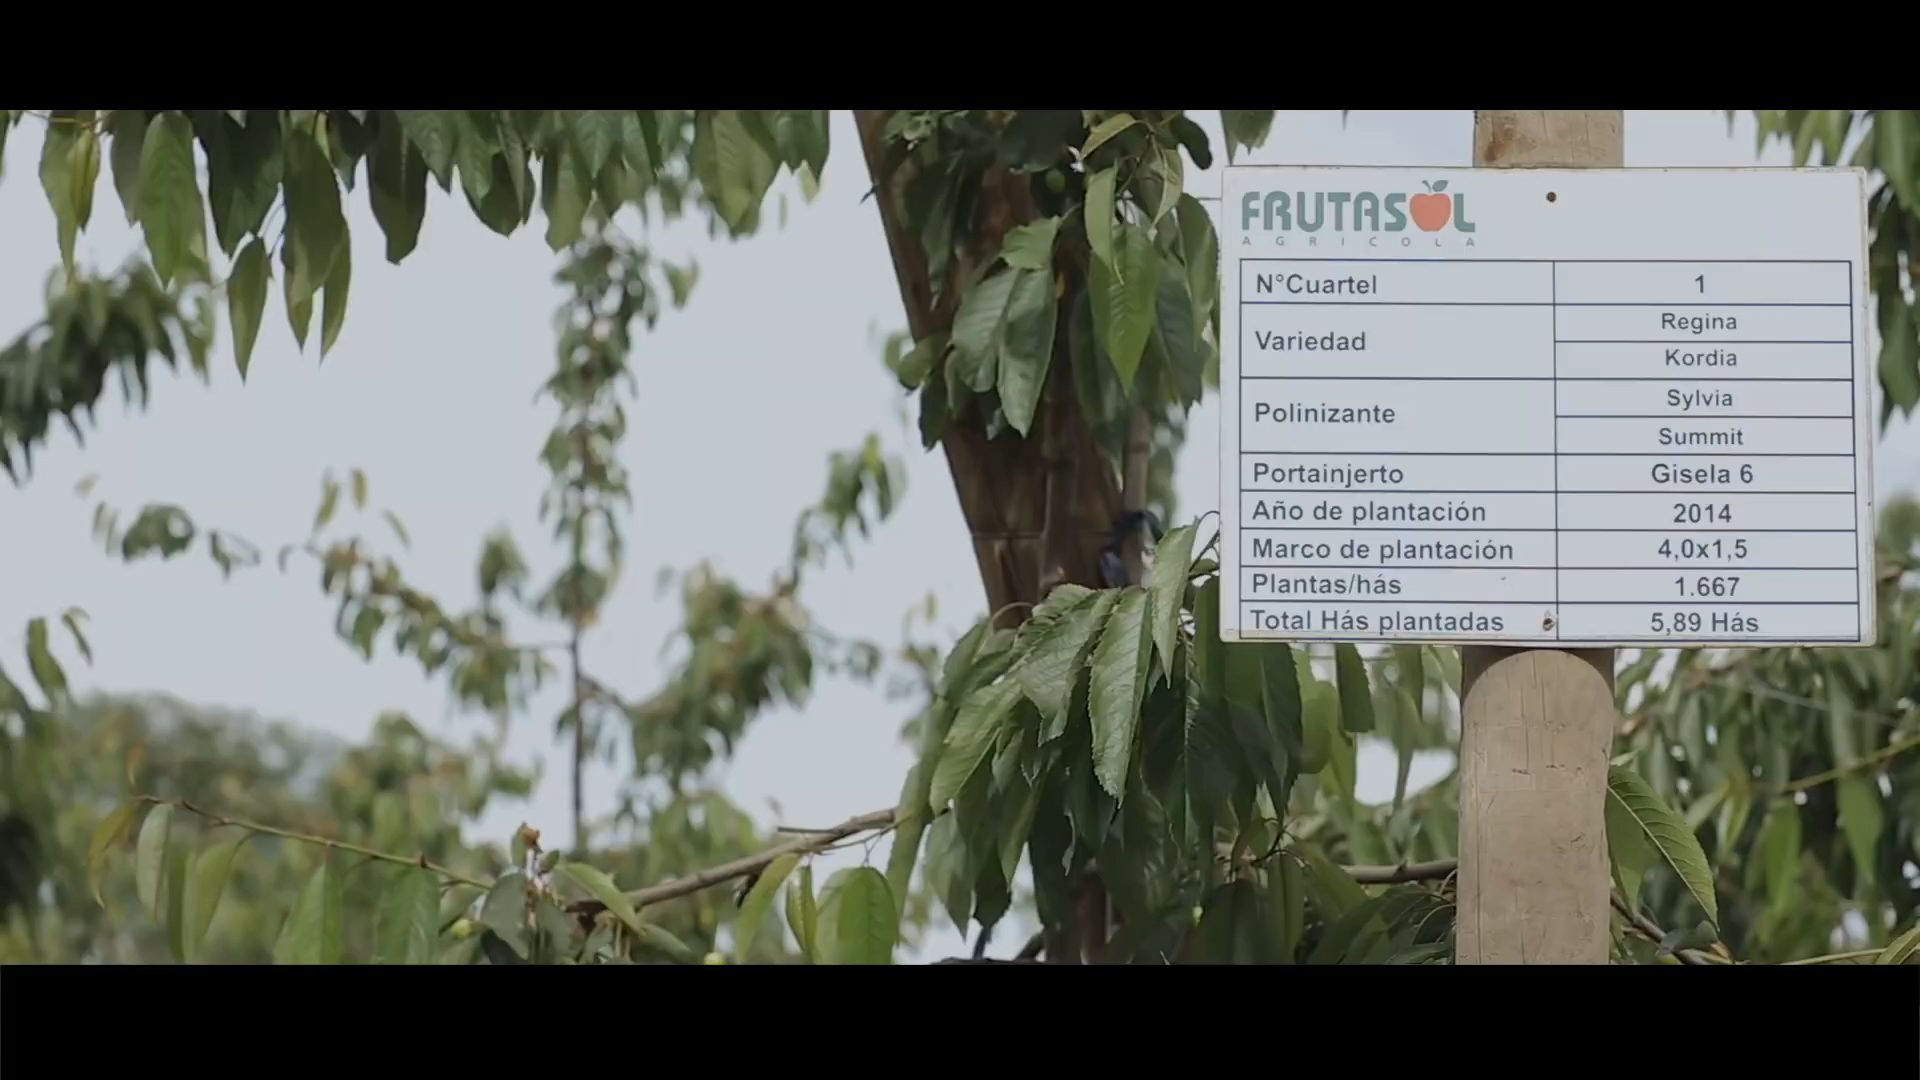 FRUTASOL
AGRICOLA
N°Cuartel 1
Variedad Regina
Kordia
Polinizante Sylvia
Summit
Portainjerto Gisela 6
Año de plantación 2014
Marco de plantación 4,0x1,5
Plantas/hás 1.667
Total Hás plantadas 5,89 Hás